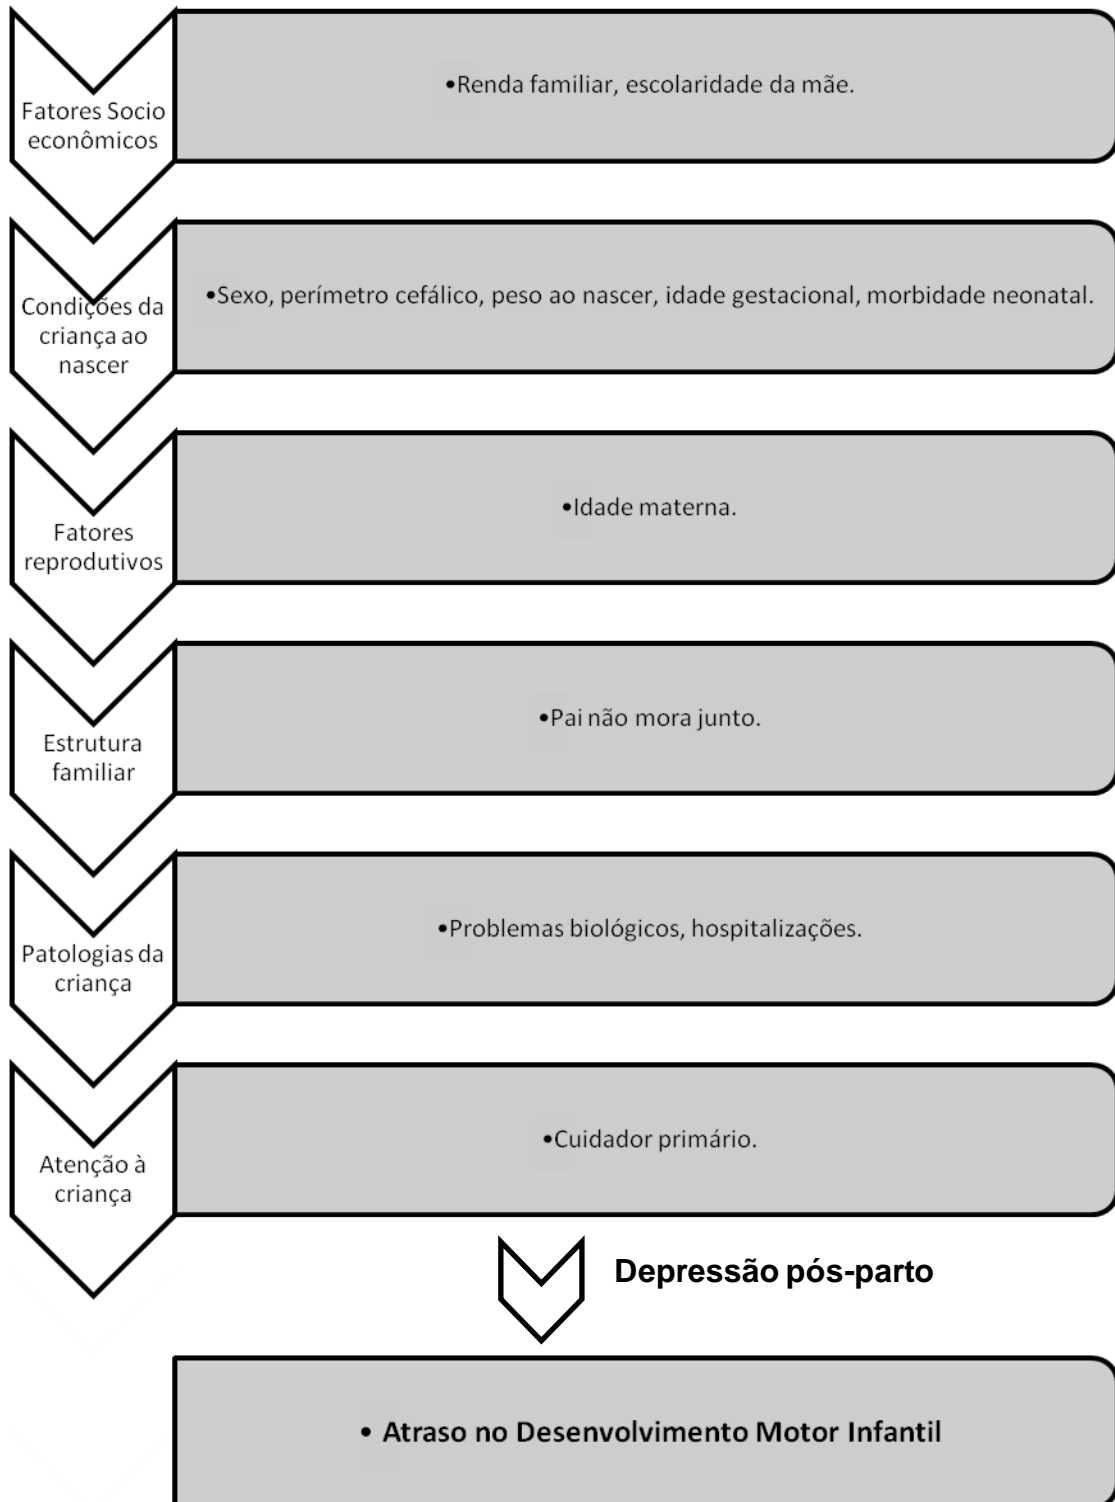 Fatores Socio
econômicos
•Renda familiar, escolaridade da mãe.
Condições da
criança ao
nascer
•Sexo, perímetro cefálico, peso ao nascer, idade gestacional, morbidade neonatal.
Fatores
reprodutivos
•Idade materna.
Estrutura
familiar
•Pai não mora junto.
Patologias da
criança
•Problemas biológicos, hospitalizações.
Atenção à
criança
•Cuidador primário.
Depressão pós-parto
• Atraso no Desenvolvimento Motor Infantil